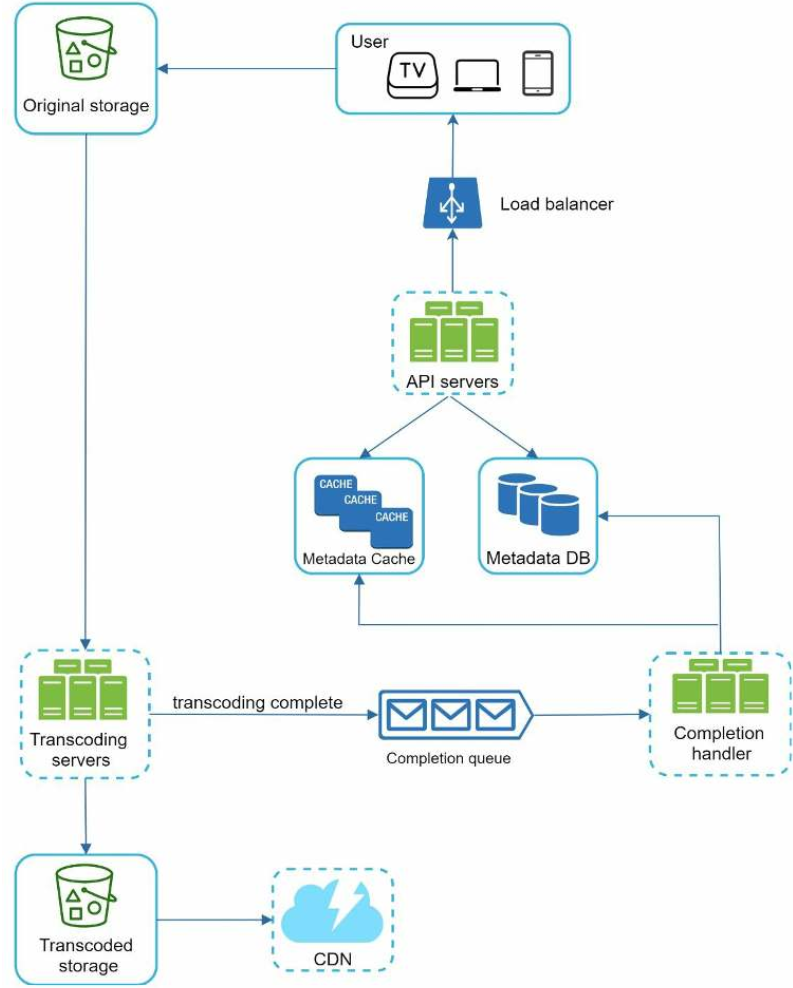 User
TV
Original storage
Load balancer
API servers
CACHE
CACHE
CACHE
Metadata Cache
Metadata DB
transcoding complete
Transcoding
servers
Completion queue
Completion
handler
Transcoded
storage
CDN